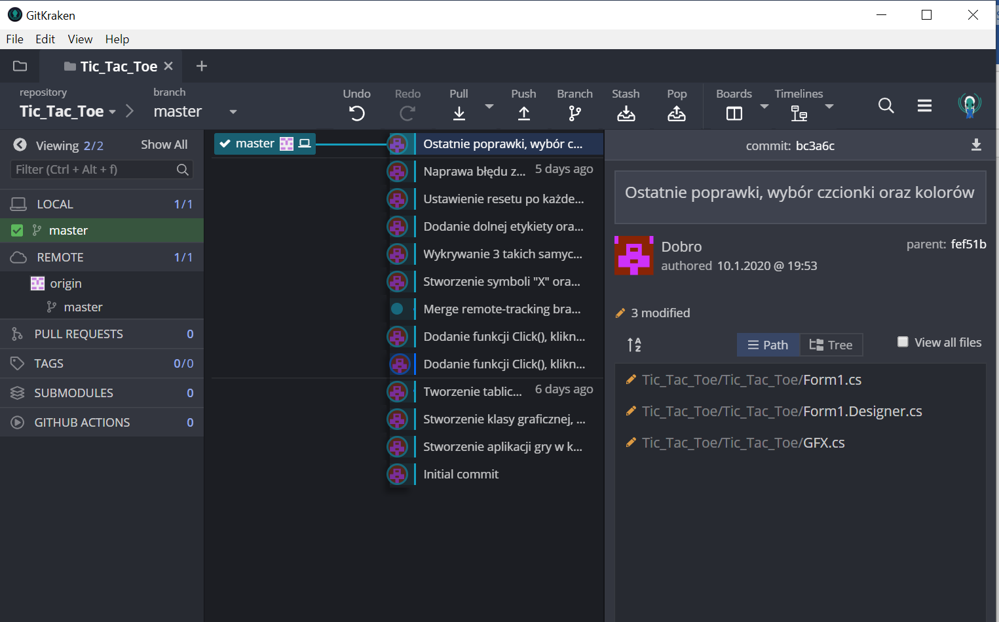 GitKraken
File Edit View Help
Tic_Tac_Toe
repository
Tic_Tac_Toe
branch
master
Undo
Redo
Pull
Push
Branch
Stash
Pop
Boards
Timelines
Viewing 2/2
Show All
Filter (Ctrl + Alt + f)
LOCAL 1/1
master
REMOTE 1/1
origin
master
PULL REQUESTS 0
TAGS 0/0
SUBMODULES 0
GITHUB ACTIONS 0
master
Ostatnie poprawki, wybór c...
Naprawa błędu z... 5 days ago
Ustawienie resetu po każde...
Dodanie dolnej etykiety ora...
Wykrywanie 3 takich samyc...
Stworzenie symboli "X" ora...
Merge remote-tracking bra...
Dodanie funkcji Click(), klikn...
Dodanie funkcji Click(), klikn...
Tworzenie tablic... 6 days ago
Stworzenie klasy graficznej, ...
Stworzenie aplikacji gry w k...
Initial commit
commit: bc3a6c
Ostatnie poprawki, wybór czcionki oraz kolorów
Dobro
authored 10.1.2020 @ 19:53
parent: fef51b
3 modified
Path
Tree
View all files
Tic_Tac_Toe/Tic_Tac_Toe/Form1.cs
Tic_Tac_Toe/Tic_Tac_Toe/Form1.Designer.cs
Tic_Tac_Toe/Tic_Tac_Toe/GFX.cs